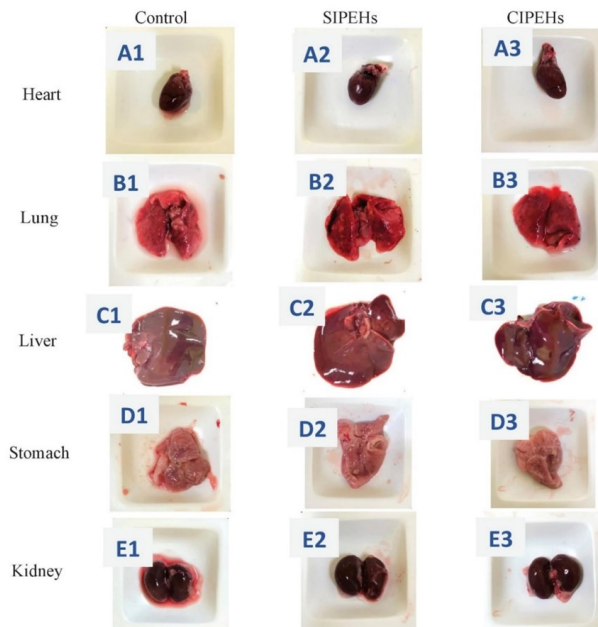 Control SIPEHs CIPEHs
A1 A2 A3
Heart
B1 B2 B3
Lung
C1 C2 C3
Liver
D1 D2 D3
Stomach
E1 E2 E3
Kidney